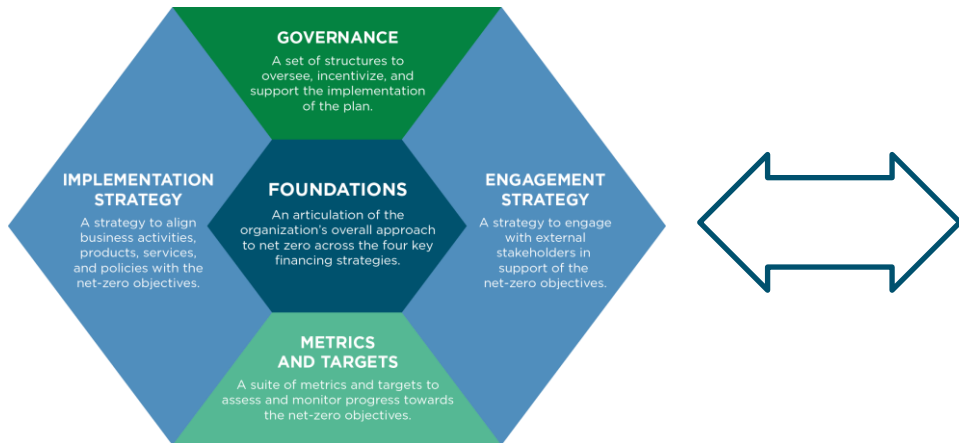 GOVERNANCE
A set of structures to
oversee, incentivize, and
support the implementation
of the plan.
IMPLEMENTATION
STRATEGY
A strategy to align
business activities,
products, services,
and policies with the
net-zero objectives.
FOUNDATIONS
An articulation of the
organization's overall approach
to net zero across the four key
financing strategies.
ENGAGEMENT
STRATEGY
A strategy to engage
with external
stakeholders in
support of the
net-zero objectives.
METRICS
AND TARGETS
A suite of metrics and targets to
assess and monitor progress towards
the net-zero objectives.